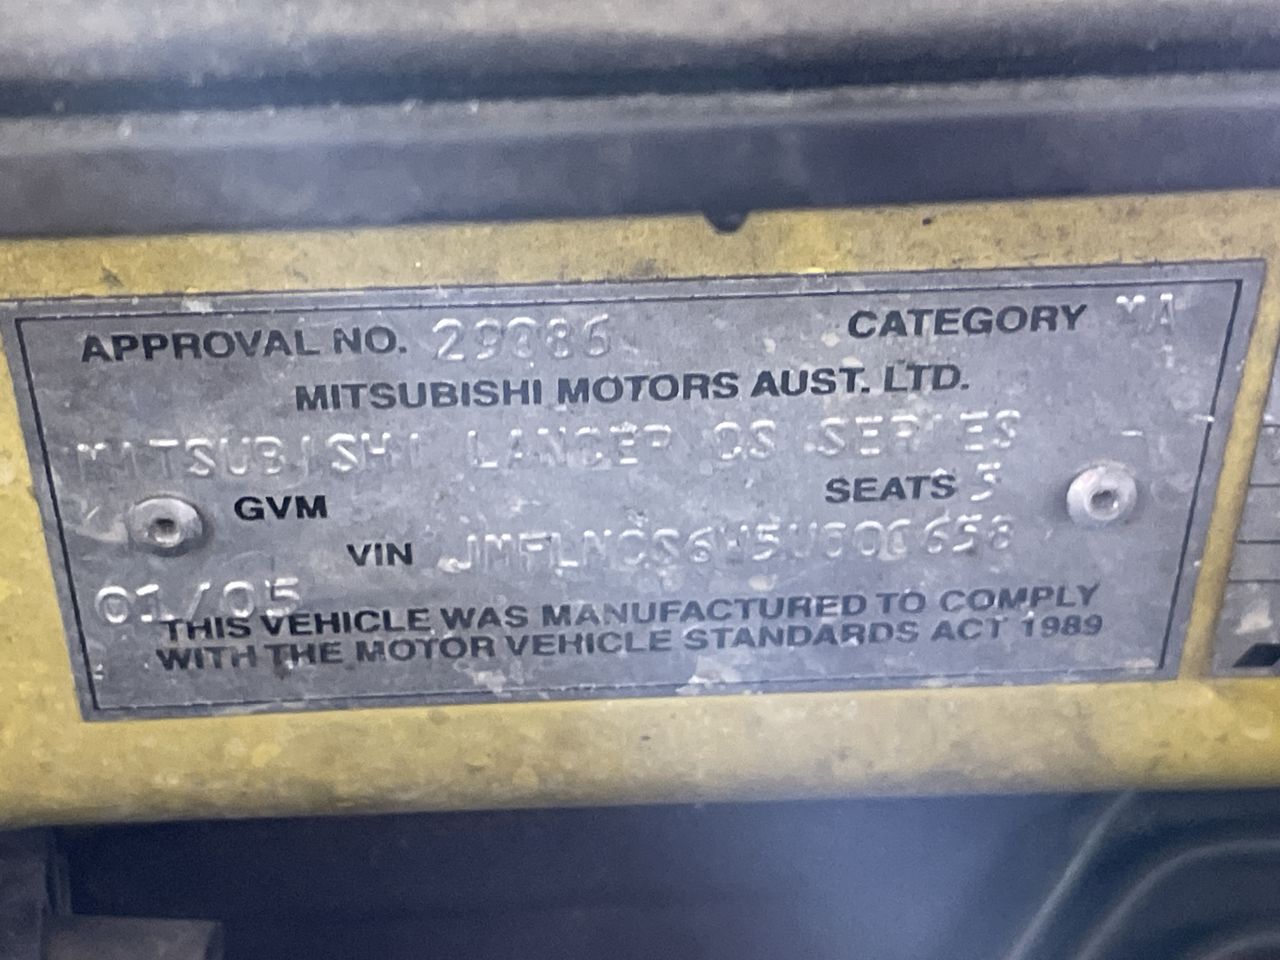 APPROVAL NO. 29086 CATEGORY MA
MITSUBISHI MOTORS AUST. LTD.
MITSUBISHI LANCER CS SERIES
GVM SEATS 5
VIN
01/05
THIS VEHICLE WAS MANUFACTURED TO COMPLY
WITH THE MOTOR VEHICLE STANDARDS ACT 1989